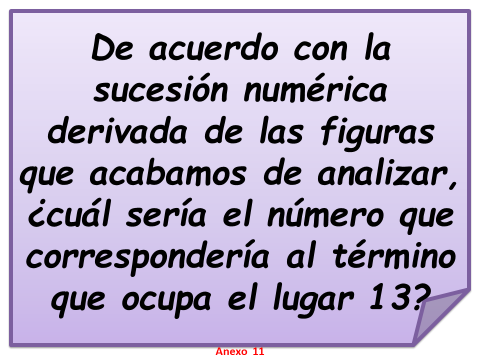 De acuerdo con la
sucesión numérica
derivada de las figuras
que acabamos de analizar,
¿cuál sería el número que
correspondería al término
que ocupa el lugar 13?
Anexo 11